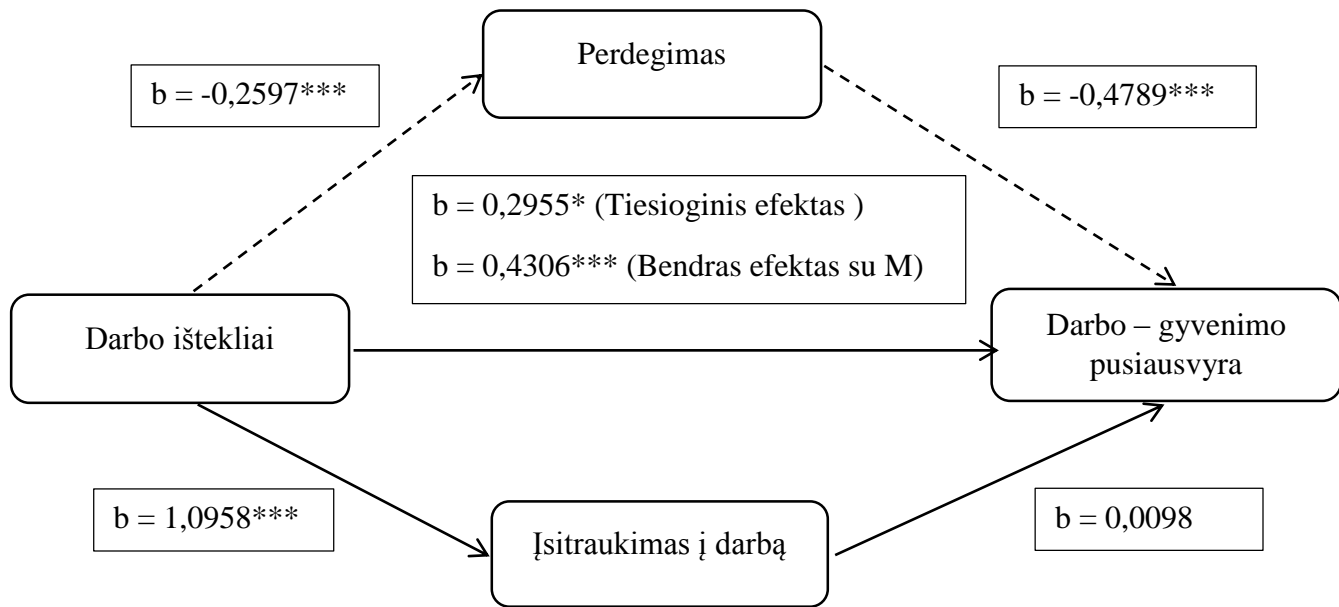 Perdegimas
b = -0,2597***
b = -0,4789***
b = 0,2955* (Tiesioginis efektas )
b = 0,4306*** (Bendras efektas su M)
Darbo ištekliai
Darbo – gyvenimo
pusiausvyra
b = 1,0958***
Įsitraukimas į darbą
b = 0,0098